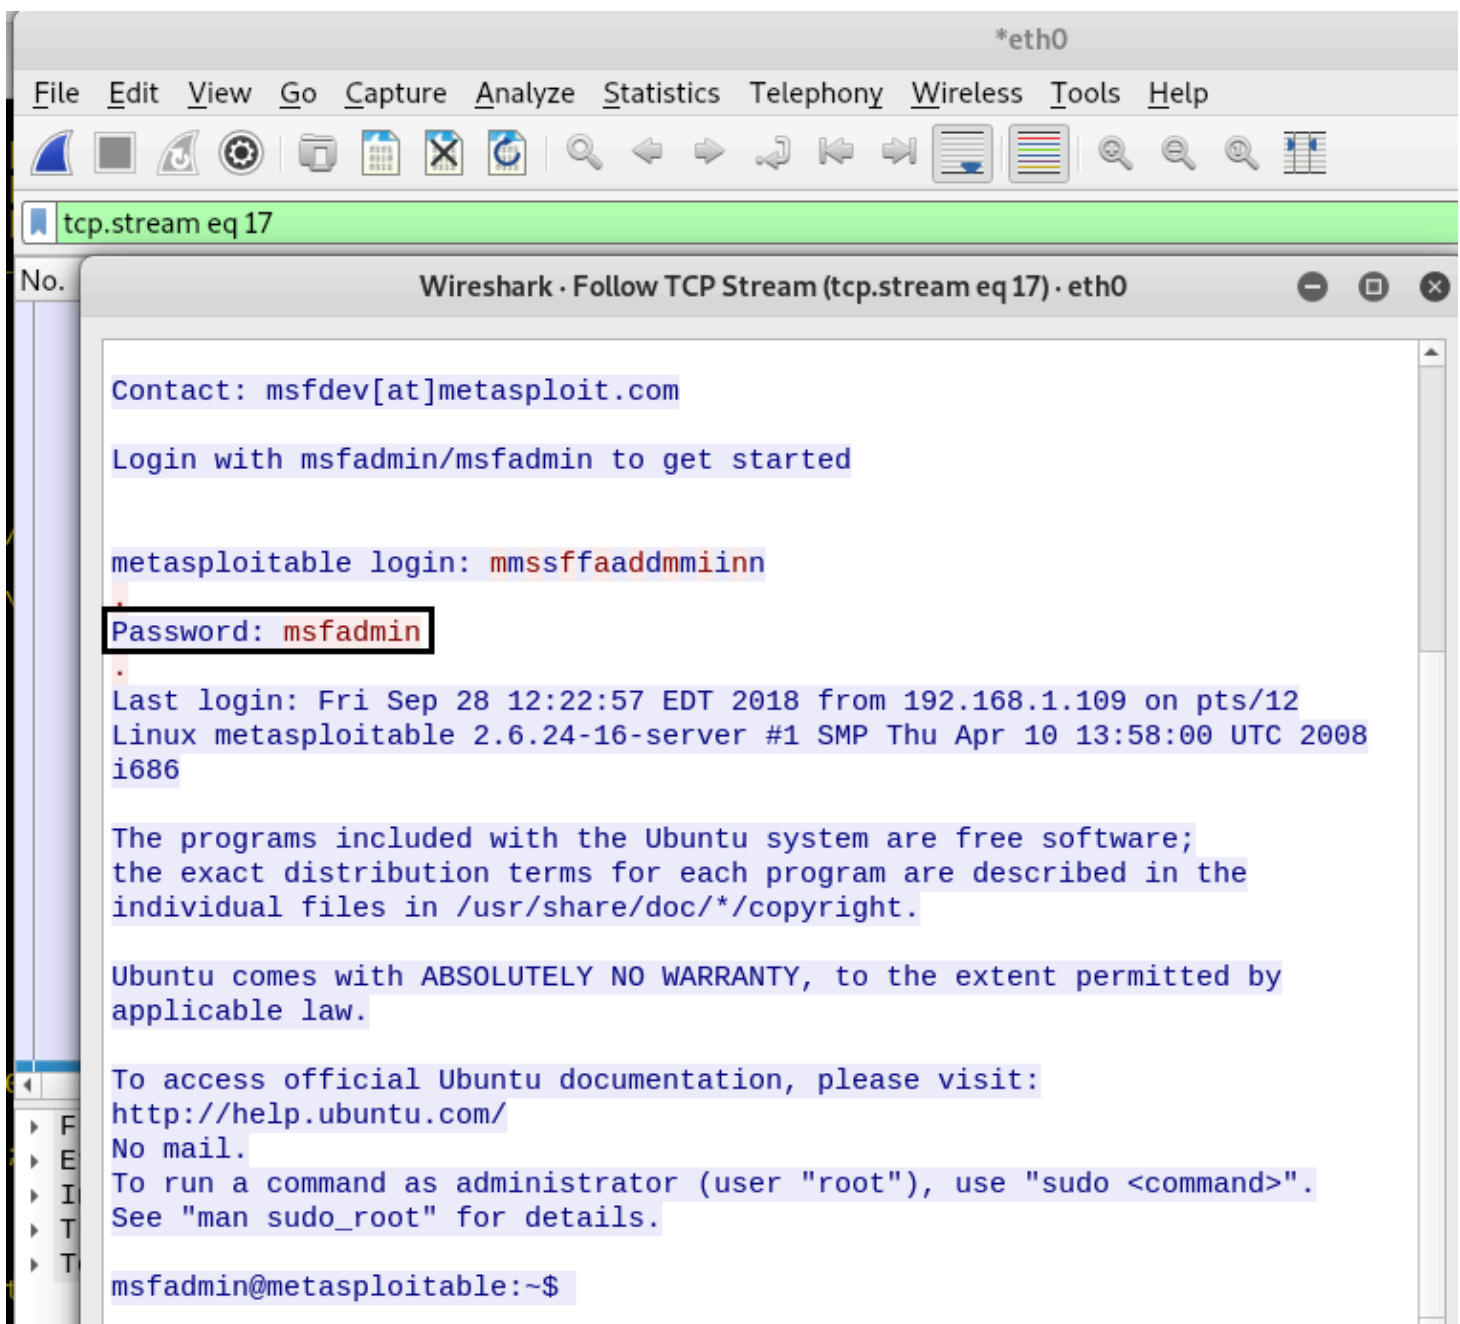 *eth0
File Edit View Go Capture Analyze Statistics Telephony Wireless Tools Help
tcp.stream eq 17
No.
Wireshark · Follow TCP Stream (tcp.stream eq 17) · eth0
Contact: msfdev[at]metasploit.com
Login with msfadmin/msfadmin to get started
metasploitable login: mmssffaaddmmiinn
.
Password: msfadmin
.
Last login: Fri Sep 28 12:22:57 EDT 2018 from 192.168.1.109 on pts/12
Linux metasploitable 2.6.24-16-server #1 SMP Thu Apr 10 13:58:00 UTC 2008
i686
The programs included with the Ubuntu system are free software;
the exact distribution terms for each program are described in the
individual files in /usr/share/doc/*/copyright.
Ubuntu comes with ABSOLUTELY NO WARRANTY, to the extent permitted by
applicable law.
To access official Ubuntu documentation, please visit:
http://help.ubuntu.com/
No mail.
To run a command as administrator (user "root"), use "sudo <command>".
See "man sudo_root" for details.
msfadmin@metasploitable:~$